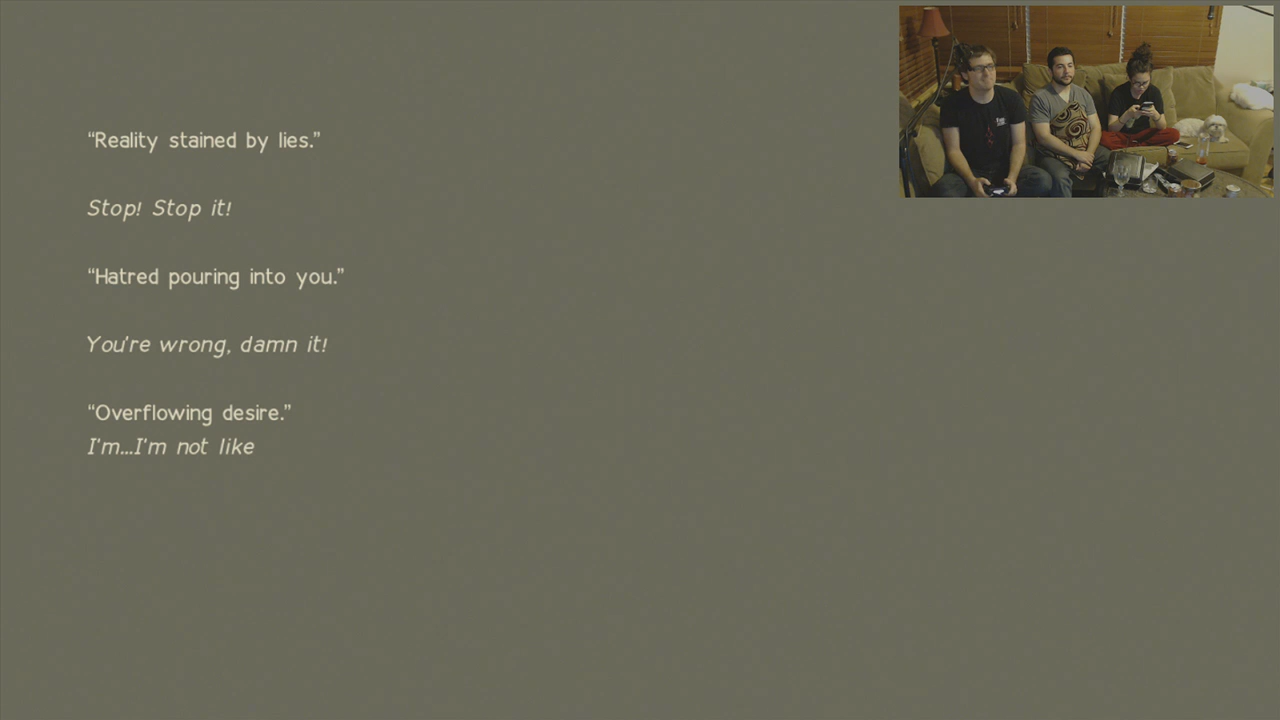 “Reality stained by lies.”
Stop! Stop it!
“Hatred pouring into you.”
You're wrong, damn it!
“Overflowing desire.”
I'm...I'm not like